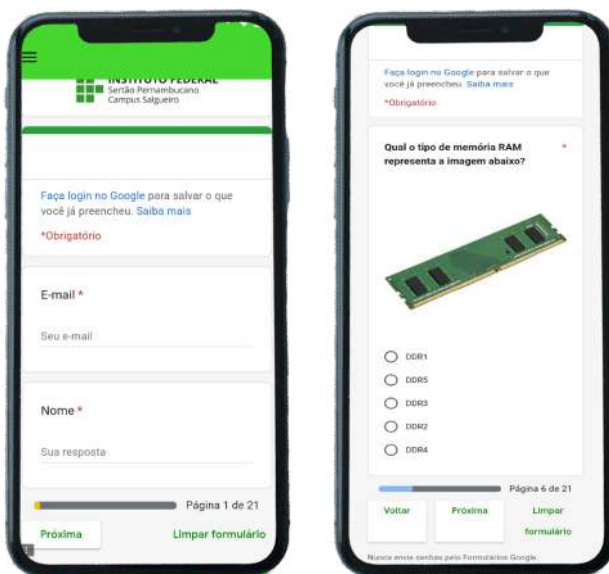 INSTITUTO FEDERAL
Sertão Pernambucano
Campus Salgueiro
Faça login no Google para salvar o que
você já preencheu. Saiba mais
*Obrigatório
E-mail *
Seu e-mail
Nome *
Sua resposta
Página 1 de 21
Próxima
Limpar formulário
Faça login no Google para salvar o que
você já preencheu. Saiba mais
*Obrigatório
Qual o tipo de memória RAM *
representa a imagem abaixo?
DDR1
DDR5
DDR3
DDR2
DDR4
Página 6 de 21
Voltar
Próxima
Limpar
formulário
Nunca envie senhas pelo Formulários Google.